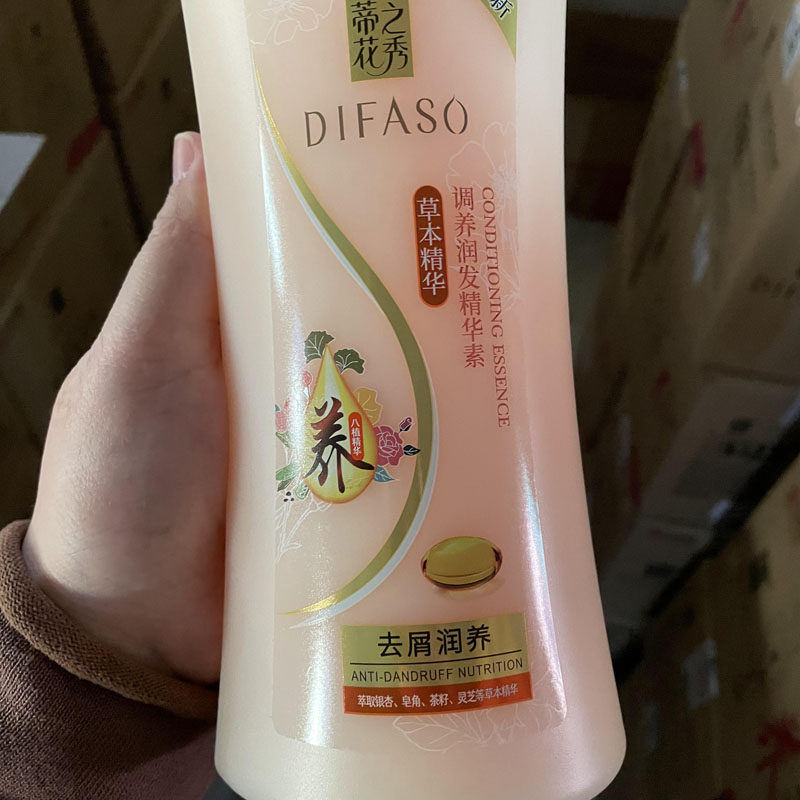 新
蒂花之秀
DIFASO
草本精华
调养润发精华素
CONDITIONING ESSENCE
养
八植精华
去屑润养
ANTI-DANDRUFF NUTRITION
萃取银杏、皂角、茶籽、灵芝等草本精华